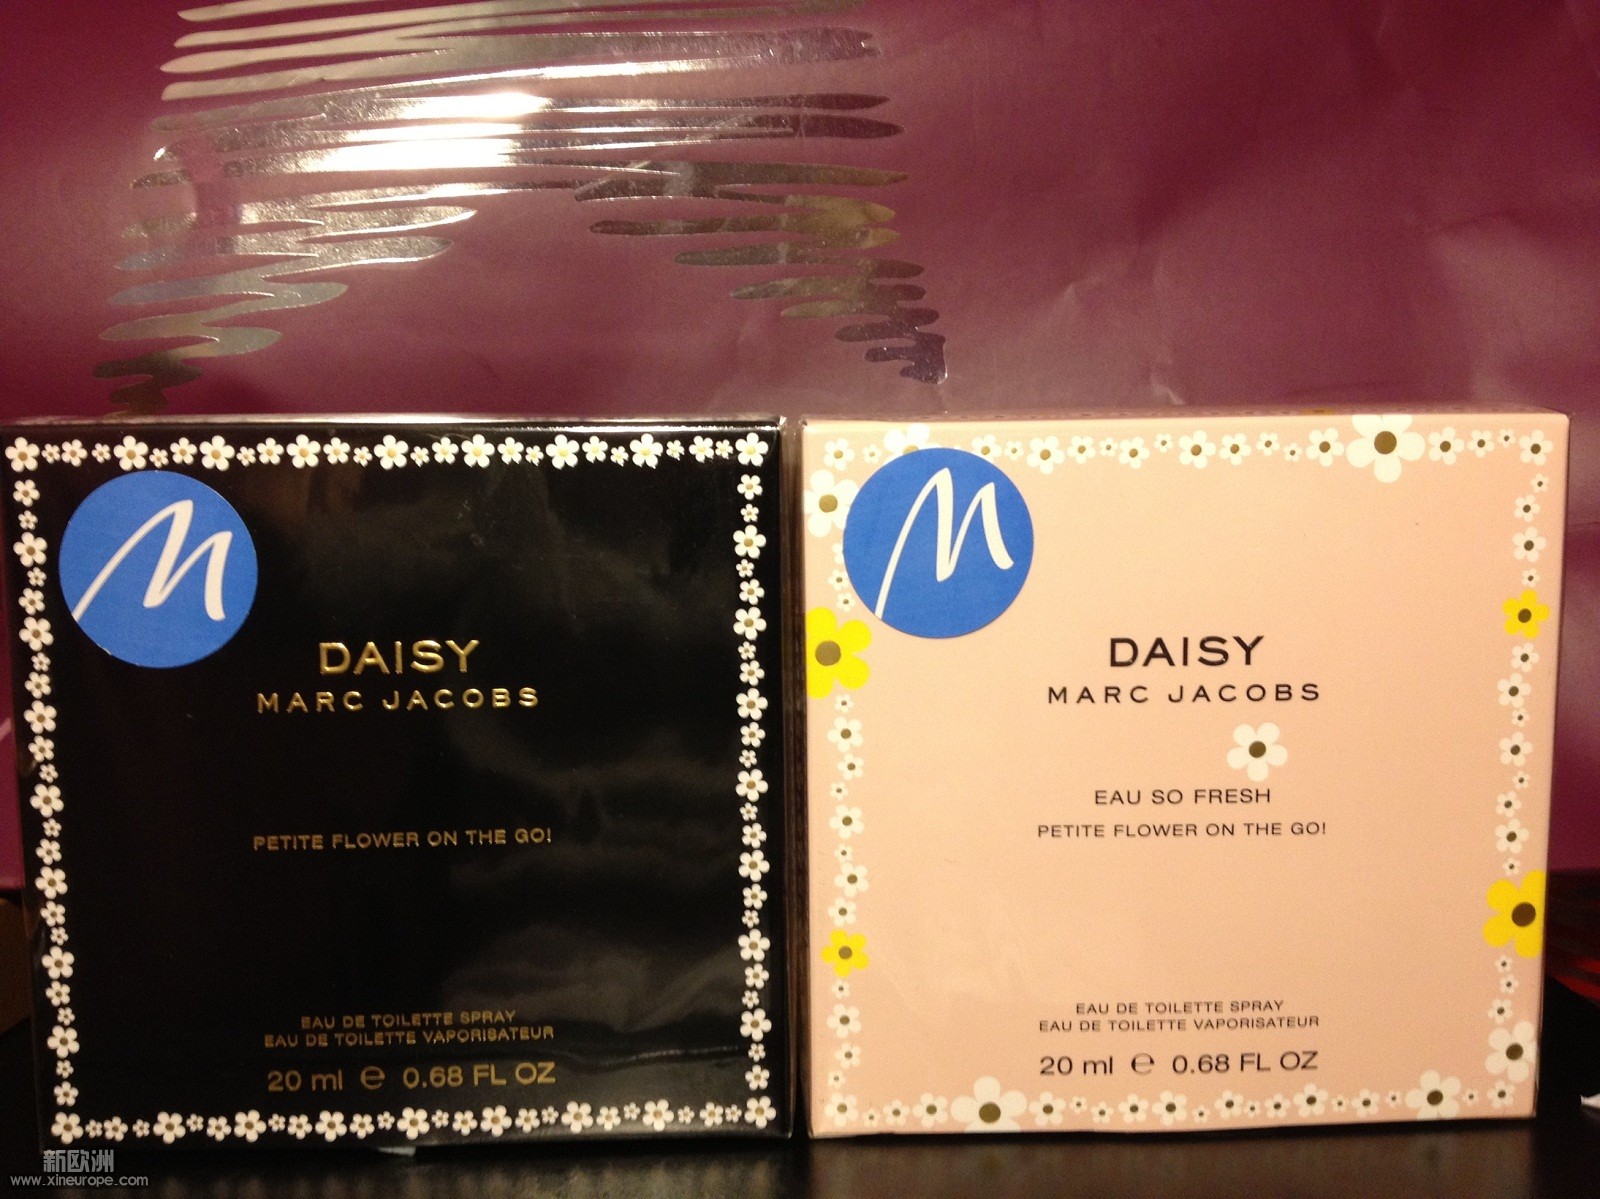 M
DAISY
MARC JACOBS
PETITE FLOWER ON THE GO!
EAU DE TOILETTE SPRAY
EAU DE TOILETTE VAPORISATEUR
20 ml ℮ 0.68 FL OZ
M
DAISY
MARC JACOBS
EAU SO FRESH
PETITE FLOWER ON THE GO!
EAU DE TOILETTE SPRAY
EAU DE TOILETTE VAPORISATEUR
20 ml ℮ 0.68 FL OZ
新欧洲
www.xineurope.com